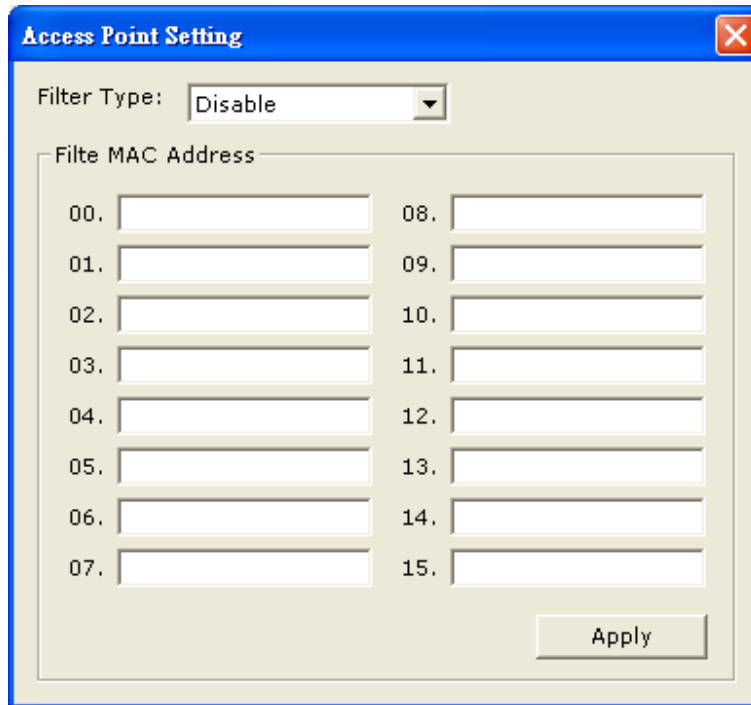 Access Point Setting
Filter Type: Disable
Filte MAC Address
00. 08.
01. 09.
02. 10.
03. 11.
04. 12.
05. 13.
06. 14.
07. 15.
Apply